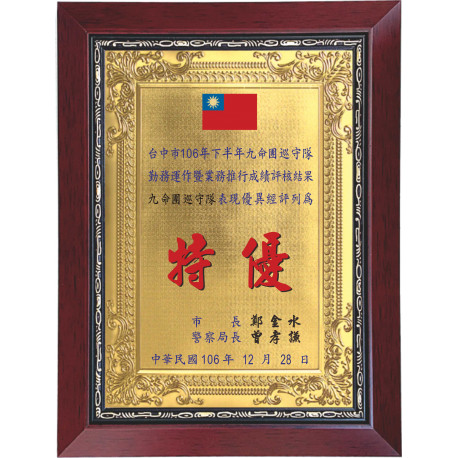 台中市106年下半年九命團巡守隊
勤務運作暨業務推行成績評核結果
九命團巡守隊表現優異經評列為
特優
市長 鄭金水
警察局長 曾孝謙
中華民國106年 12月 28日